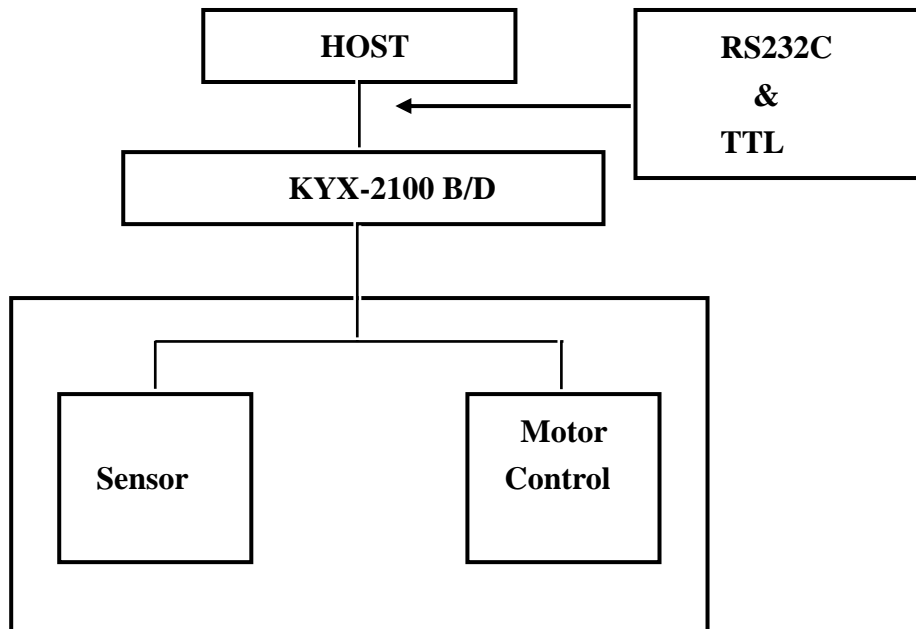 HOST
RS232C
&
TTL
KYX-2100 B/D
Sensor
Motor
Control